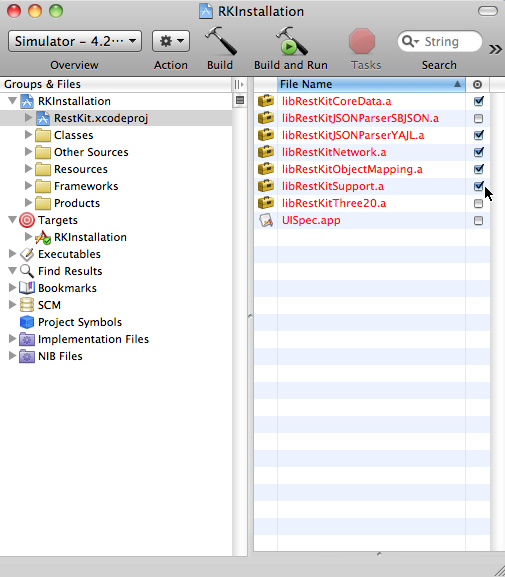 RKInstallation
Simulator – 4.2···
String
Overview
Action
Build
Build and Run
Tasks
Search
Groups & Files
RKInstallation
RestKit.xcodeproj
Classes
Other Sources
Resources
Frameworks
Products
Targets
RKInstallation
Executables
Find Results
Bookmarks
SCM
Project Symbols
Implementation Files
NIB Files
File Name
libRestKitCoreData.a
libRestKitJSONParserSBJSON.a
libRestKitJSONParserYAJL.a
libRestKitNetwork.a
libRestKitObjectMapping.a
libRestKitSupport.a
libRestKitThree20.a
UISpec.app